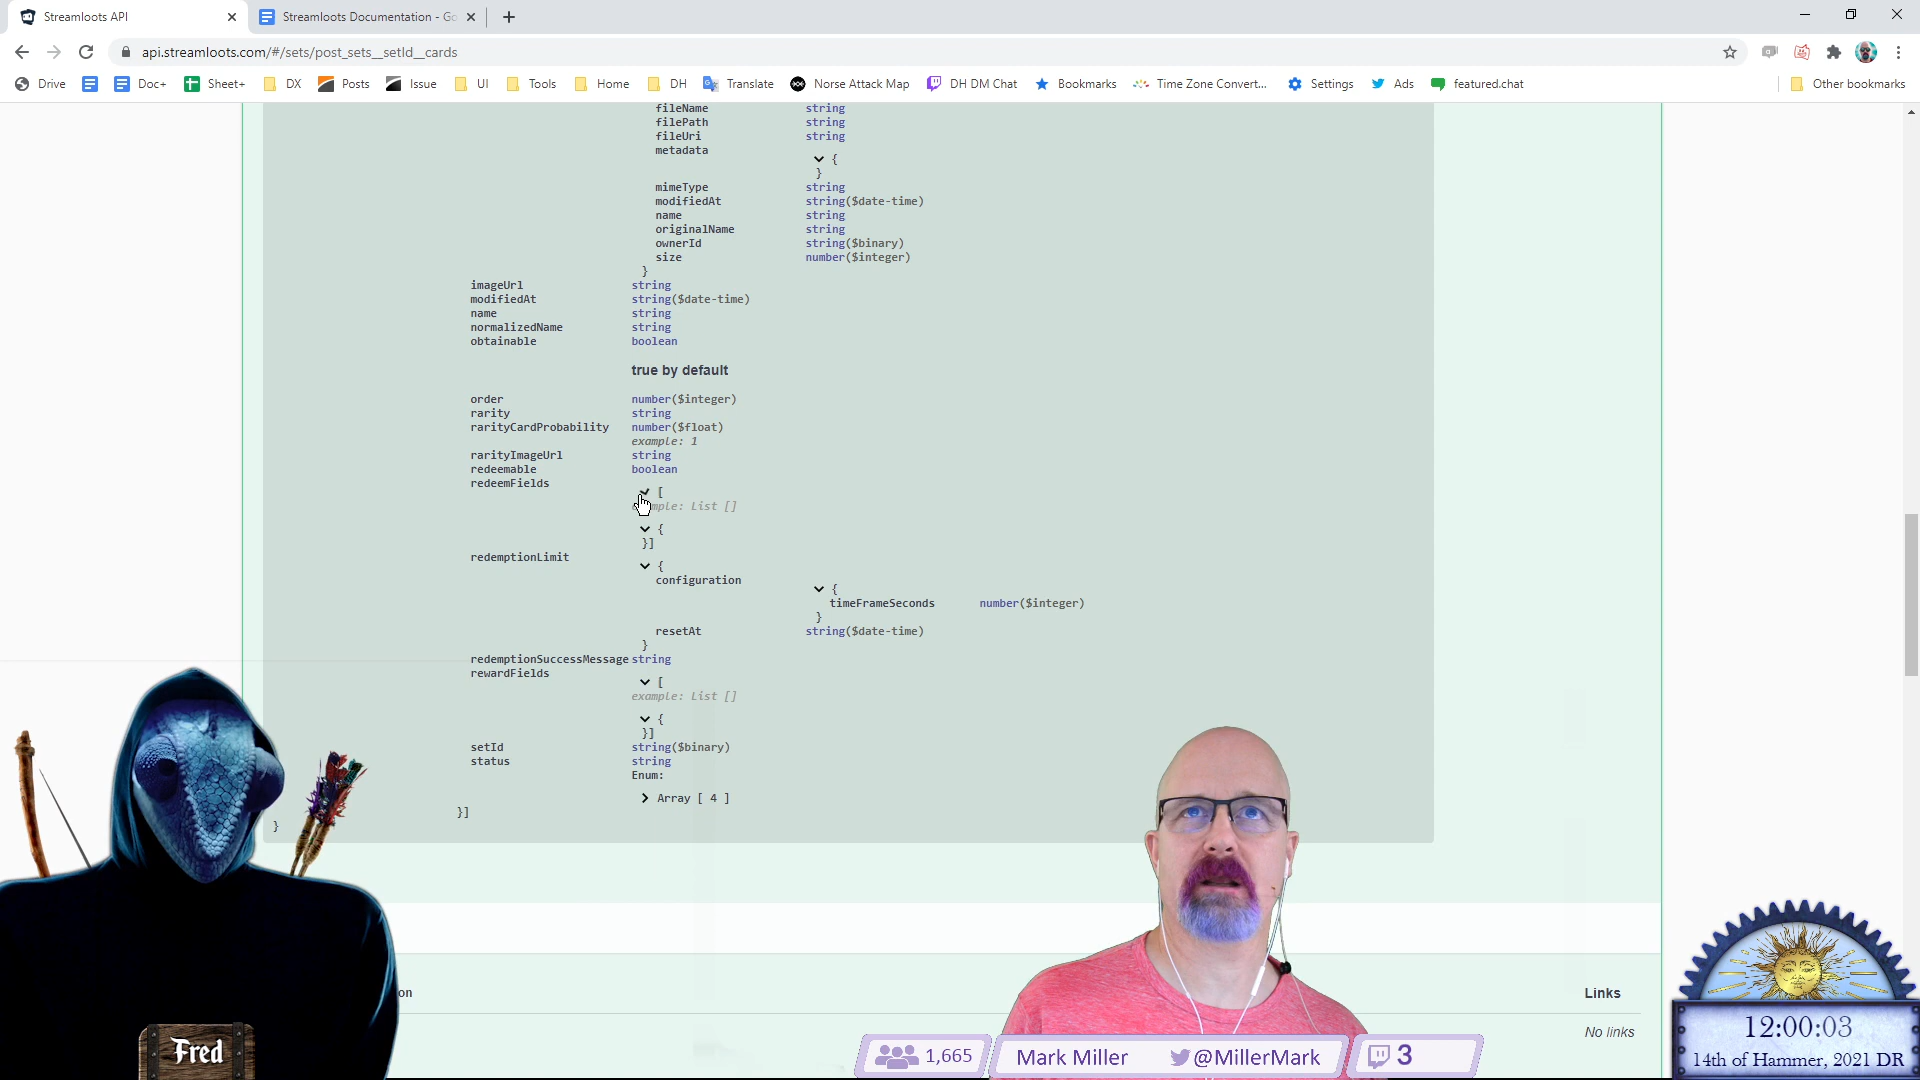 Streamloots API
Streamloots Documentation - Go
api.streamloots.com/#/sets/post_sets__setId__cards
Drive Doc+ Sheet+ DX Posts Issue UI Tools Home DH Translate Norse Attack Map DH DM Chat Bookmarks Time Zone Convert... Settings Ads featured.chat Other bookmarks
fileName string
filePath string
fileUri string
metadata
{
}
mimeType string
modifiedAt string($date-time)
name string
originalName string
ownerId string($binary)
size number($integer)
}
imageUrl string
modifiedAt string($date-time)
name string
normalizedName string
obtainable boolean
true by default
order number($integer)
rarity string
rarityCardProbability number($float)
example: 1
rarityImageUrl string
redeemable boolean
redeemFields
[
mple: List []
{
}]
redemptionLimit
{
configuration
{
timeFrameSeconds number($integer)
}
resetAt string($date-time)
}
redemptionSuccessMessage string
rewardFields
[
example: List []
{
}]
setId string($binary)
status string
Enum:
Array [ 4 ]
}]
}
on Links
No links
Fred
1,665 Mark Miller @MillerMark 3
12:00:03
14th of Hammer, 2021 DR